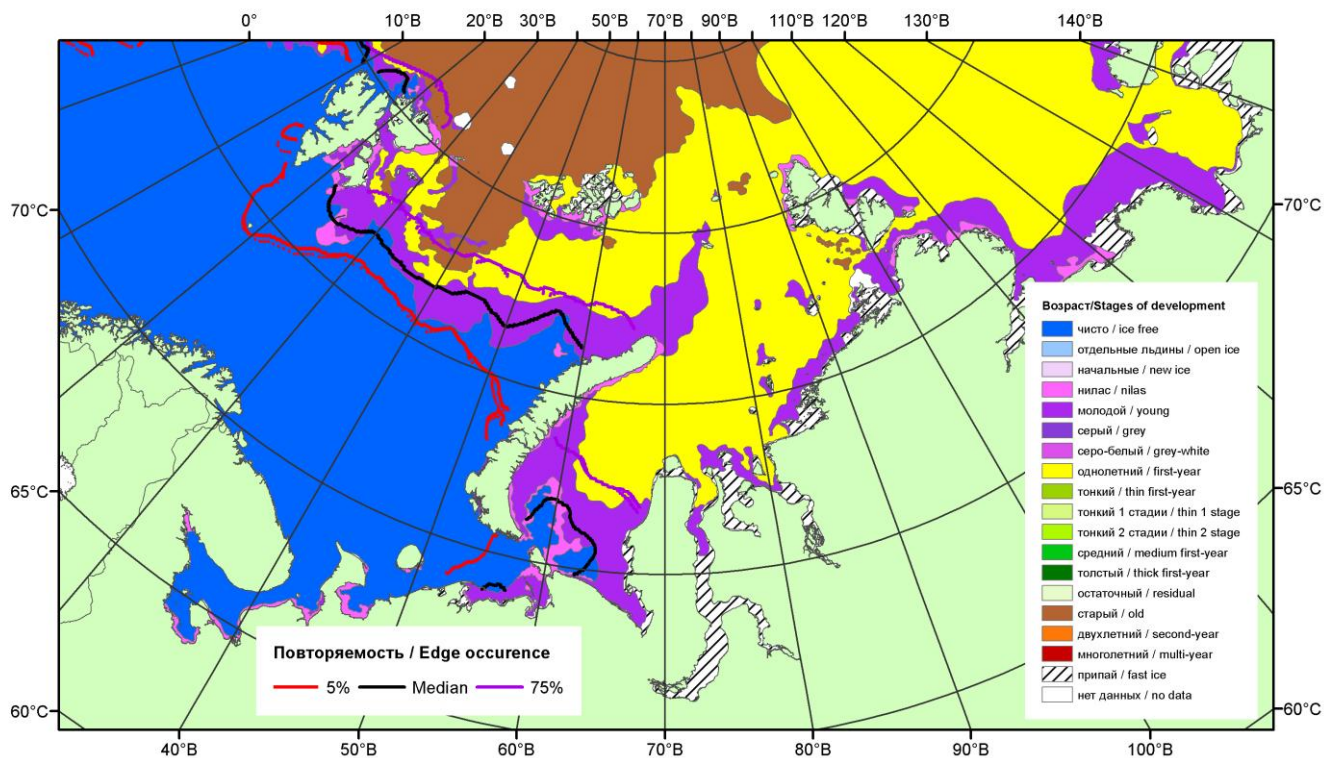 0° 10°В 20°В 30°В 50°В 70°В 90°В 110°В 120°В 130°В 140°В
70°С 70°С
65°С 65°С
60°С 60°С
Возраст/Stages of development
чисто / ice free
отдельные льдины / open ice
начальные / new ice
нилас / nilas
молодой / young
серый / grey
серо-белый / grey-white
однолетний / first-year
тонкий / thin first-year
тонкий 1 стадии / thin 1 stage
тонкий 2 стадии / thin 2 stage
средний / medium first-year
толстый / thick first-year
остаточный / residual
старый / old
двухлетний / second-year
многолетний / multi-year
припай / fast ice
нет данных / no data
Повторяемость / Edge occurence
5% Median 75%
40°В 50°В 60°В 70°В 80°В 90°В 100°В